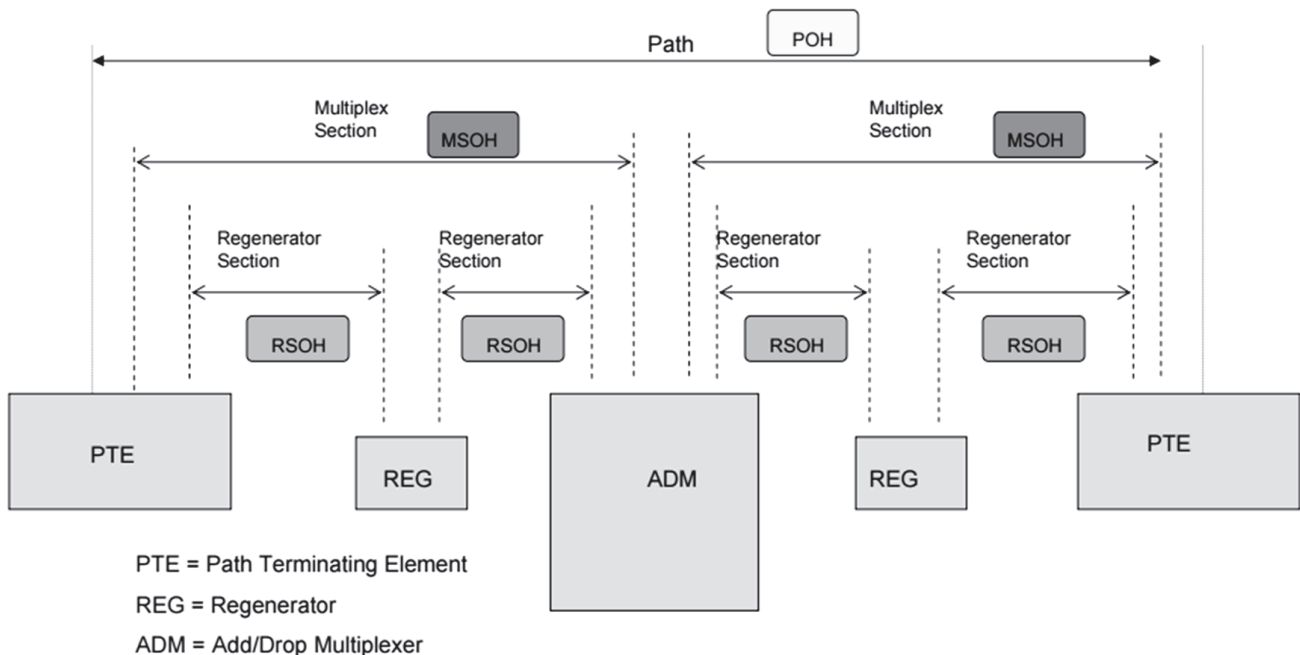 Path
POH
Multiplex
Section
MSOH
Multiplex
Section
MSOH
Regenerator
Section
Regenerator
Section
Regenerator
Section
Regenerator
Section
RSOH
RSOH
RSOH
RSOH
PTE
REG
ADM
REG
PTE
PTE = Path Terminating Element
REG = Regenerator
ADM = Add/Drop Multiplexer